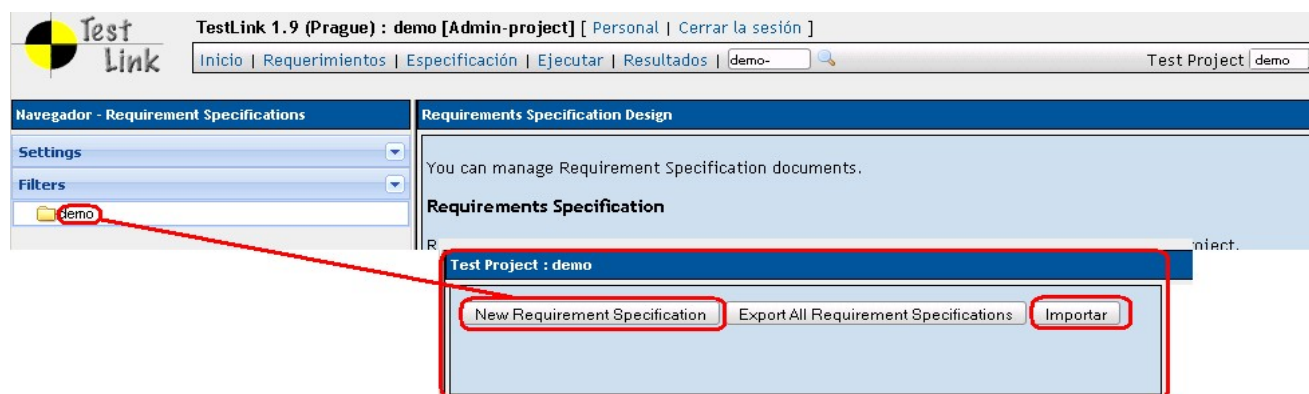 Test Link
TestLink 1.9 (Prague) : demo [Admin-project] [ Personal | Cerrar la sesión ]
Inicio | Requerimientos | Especificación | Ejecutar | Resultados | demo-
Test Project demo
Navegador - Requirement Specifications
Settings
Filters
demo
Requirements Specification Design
You can manage Requirement Specification documents.
Requirements Specification
Test Project : demo
New Requirement Specification Export All Requirement Specifications Importar